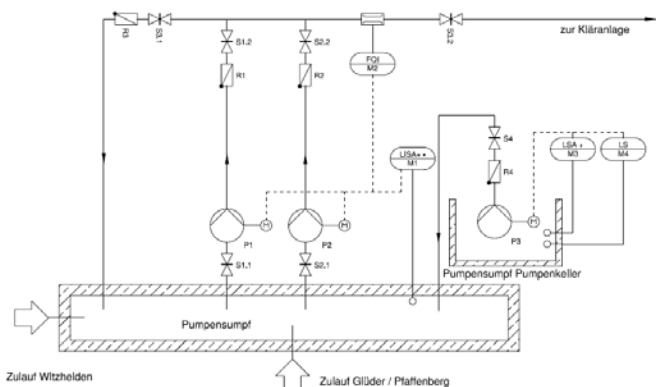 R3
S3.1
S1.2
S2.2
S3.2
zur Kläranlage
R1
R2
FQI
M2
S4
R4
LISA++
M1
LSA +
M3
LS
M4
M
P1
M
P2
M
P3
S1.1
S2.1
Pumpensumpf Pumpenkeller
Pumpensumpf
Zulauf Witzhelden
Zulauf Glüder / Pfaffenberg